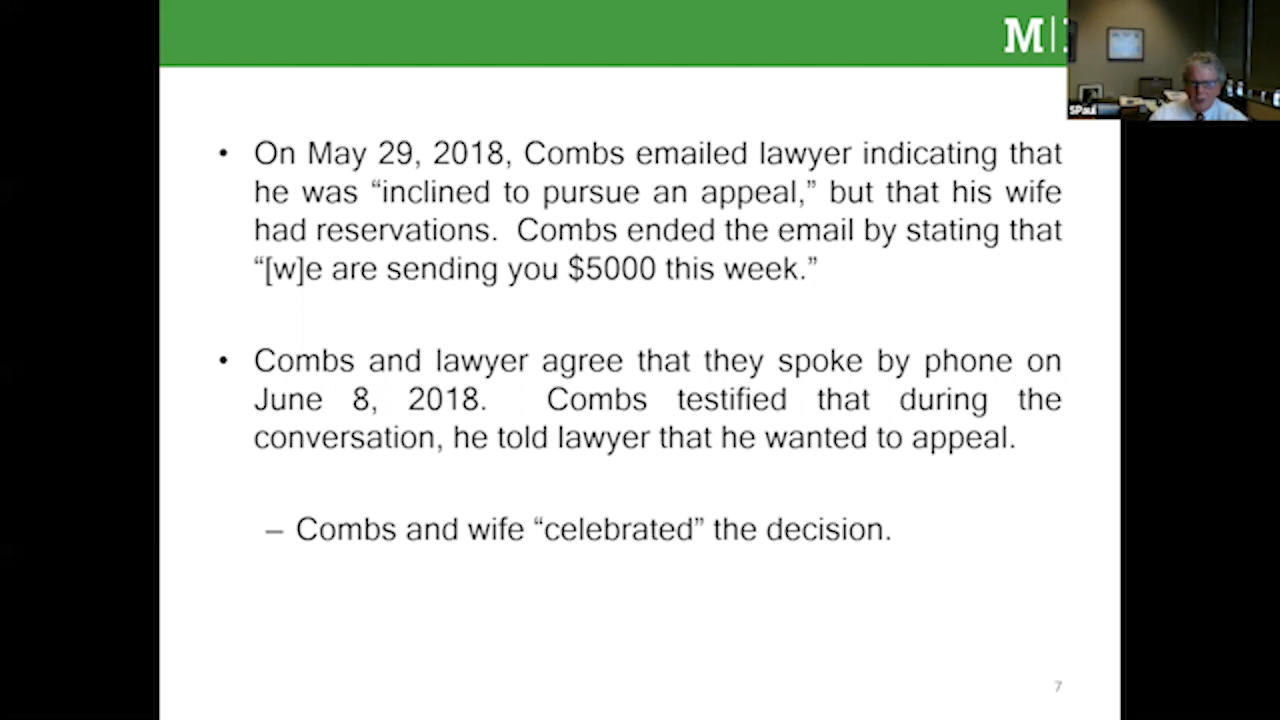 M|
SPaul
• On May 29, 2018, Combs emailed lawyer indicating that
he was “inclined to pursue an appeal,” but that his wife
had reservations. Combs ended the email by stating that
“[w]e are sending you $5000 this week.”
• Combs and lawyer agree that they spoke by phone on
June 8, 2018. Combs testified that during the
conversation, he told lawyer that he wanted to appeal.
– Combs and wife “celebrated” the decision.
7